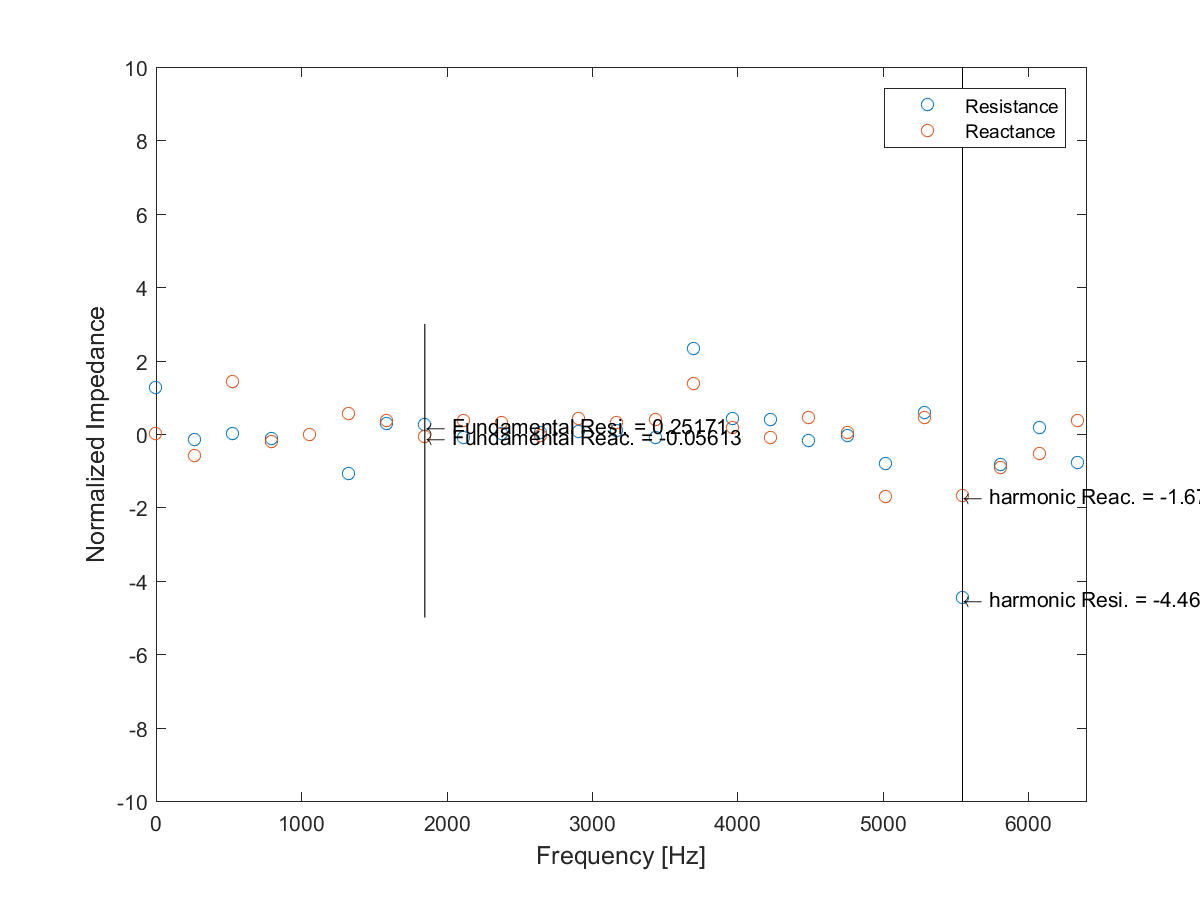 10
8
6
4
2
0
-2
-4
-6
-8
-10
Normalized Impedance
Resistance
Reactance
← Fundamental Resi. = 0.25171
← Fundamental Reac. = -0.05613
← harmonic Reac. = -1.67
← harmonic Resi. = -4.46
0 1000 2000 3000 4000 5000 6000
Frequency [Hz]